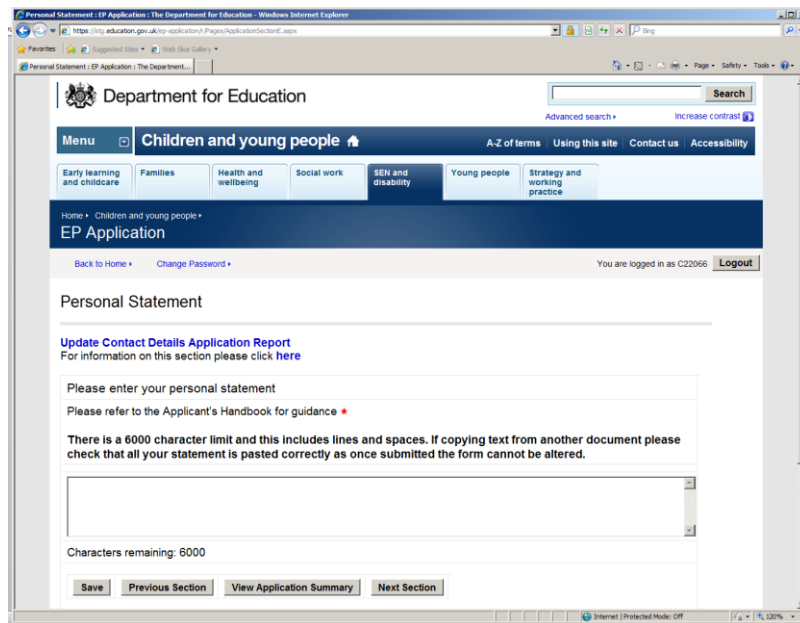 Personal Statement : EP Application : The Department for Education - Windows Internet Explorer
https://stg.education.gov.uk/ep-application/r/Pages/ApplicationSectionE.aspx
Bing
Favorites Suggested Sites Web Slice Gallery
Personal Statement : EP Application : The Department...
Page Safety Tools
Department for Education
Search
Advanced search
Increase contrast
Menu
Children and young people
A-Z of terms Using this site Contact us Accessibility
Early learning and childcare
Families
Health and wellbeing
Social work
SEN and disability
Young people
Strategy and working practice
Home Children and young people
EP Application
Back to Home Change Password
You are logged in as C22066 Logout
Personal Statement
Update Contact Details Application Report
For information on this section please click here
Please enter your personal statement
Please refer to the Applicant's Handbook for guidance *
There is a 6000 character limit and this includes lines and spaces. If copying text from another document please
check that all your statement is pasted correctly as once submitted the form cannot be altered.
Characters remaining: 6000
Save Previous Section View Application Summary Next Section
Internet | Protected Mode: Off
120%